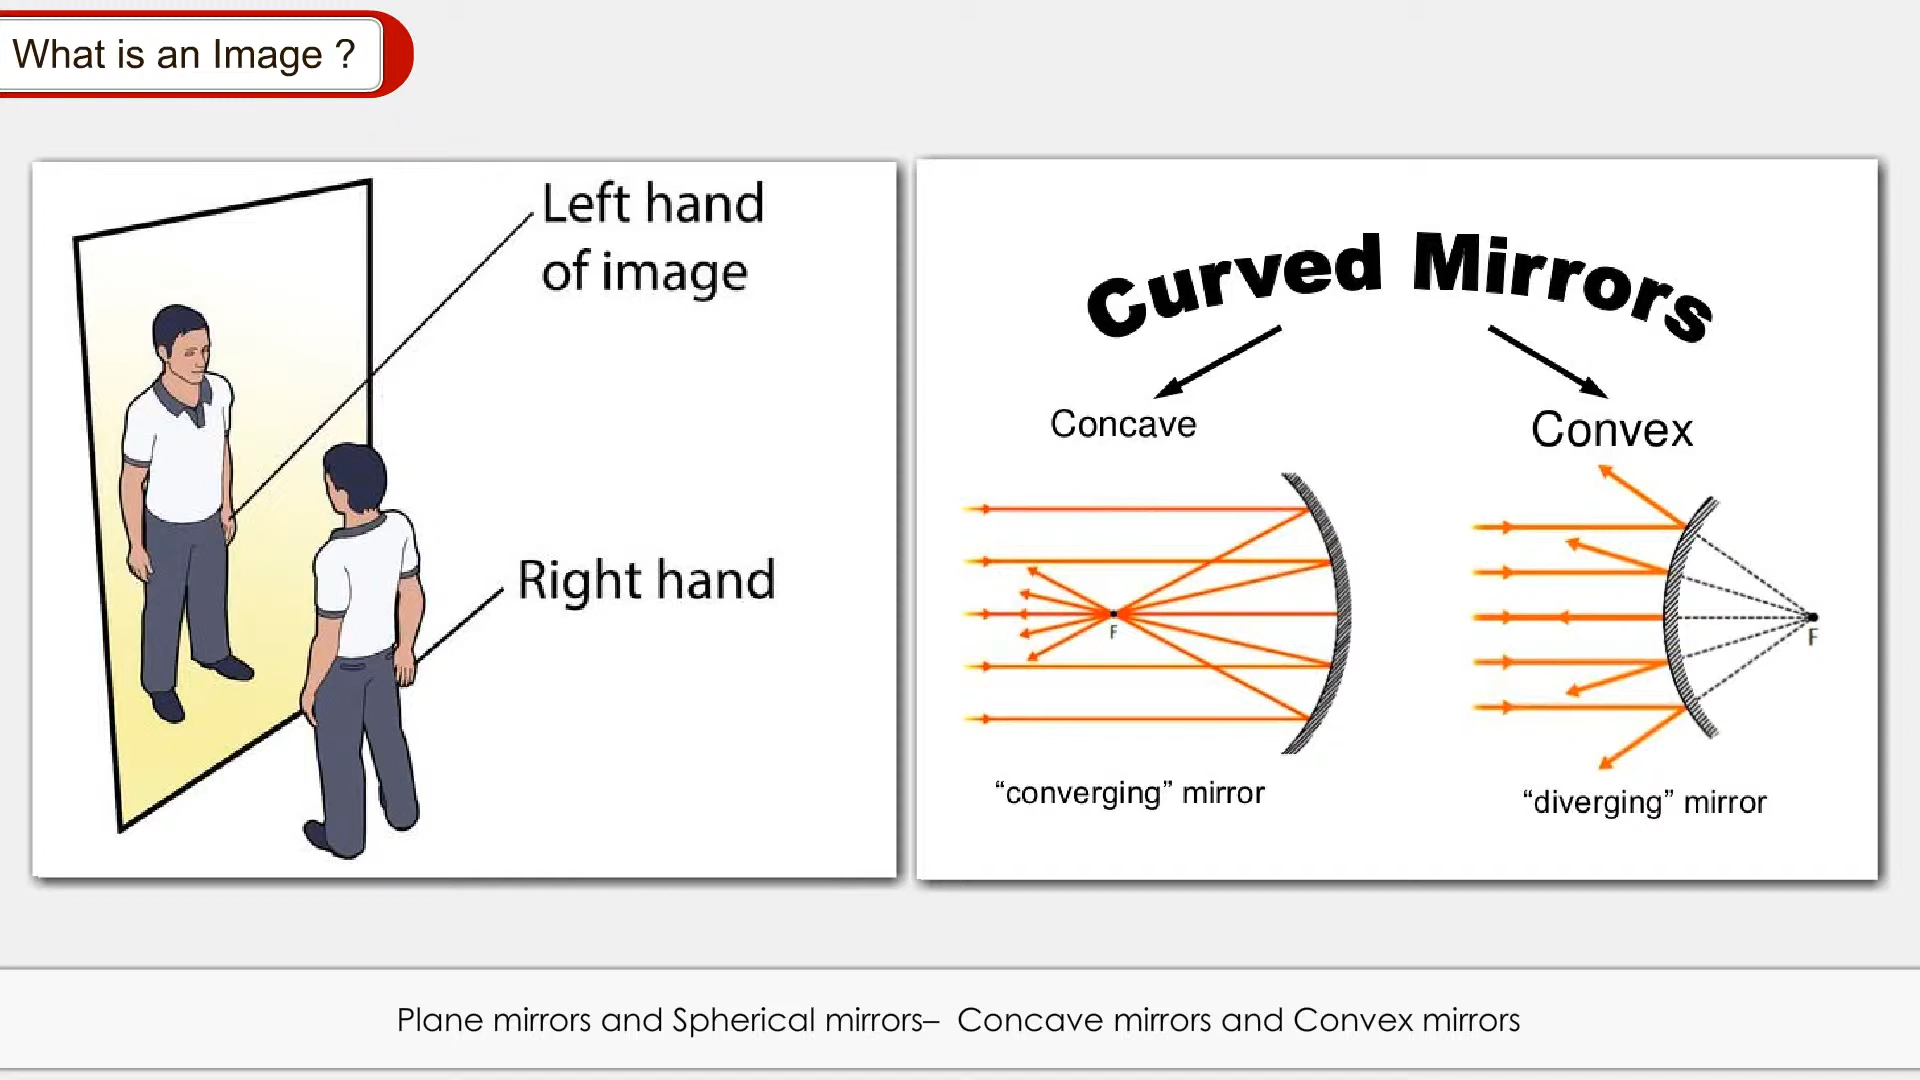 What is an Image ?
Left hand
of image
Right hand
Curved Mirrors
Concave
Convex
F
F
“converging” mirror
“diverging” mirror
Plane mirrors and Spherical mirrors– Concave mirrors and Convex mirrors